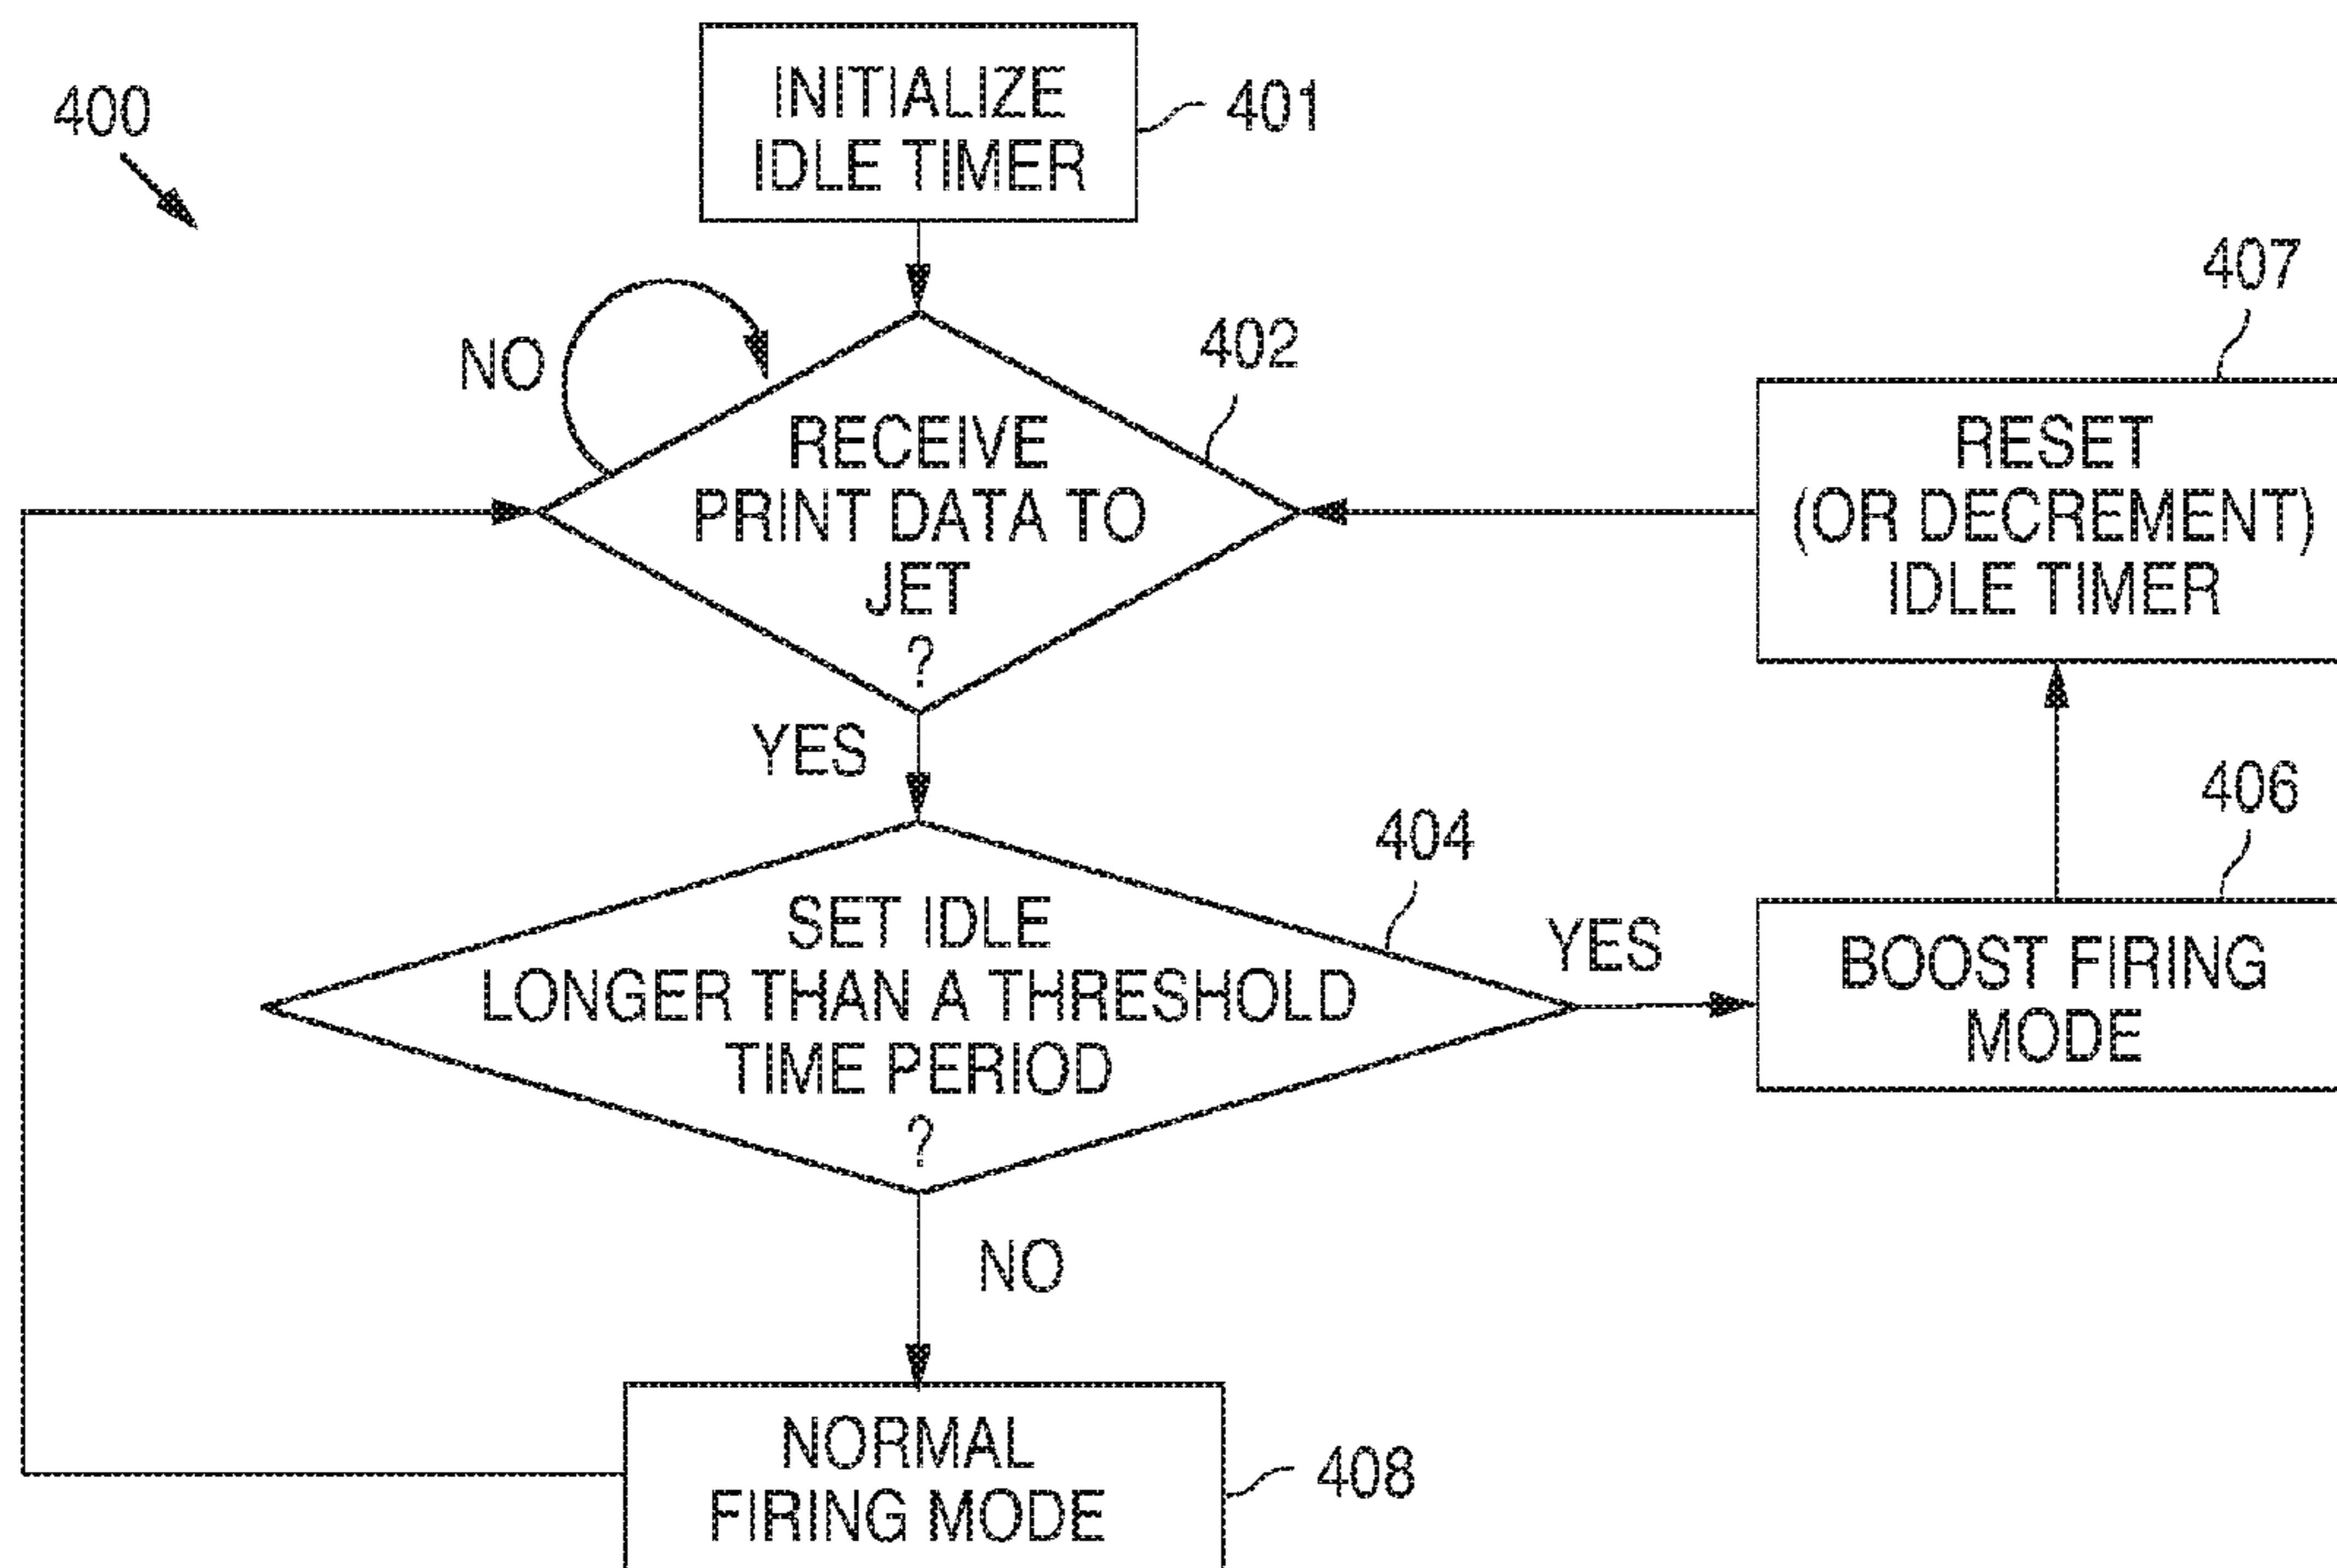 400
INITIALIZE
IDLE TIMER
401
NO
402
RECEIVE
PRINT DATA TO
JET
?
407
RESET
(OR DECREMENT)
IDLE TIMER
YES
404
SET IDLE
LONGER THAN A THRESHOLD
TIME PERIOD
?
YES
406
BOOST FIRING
MODE
NO
NORMAL
FIRING MODE
408